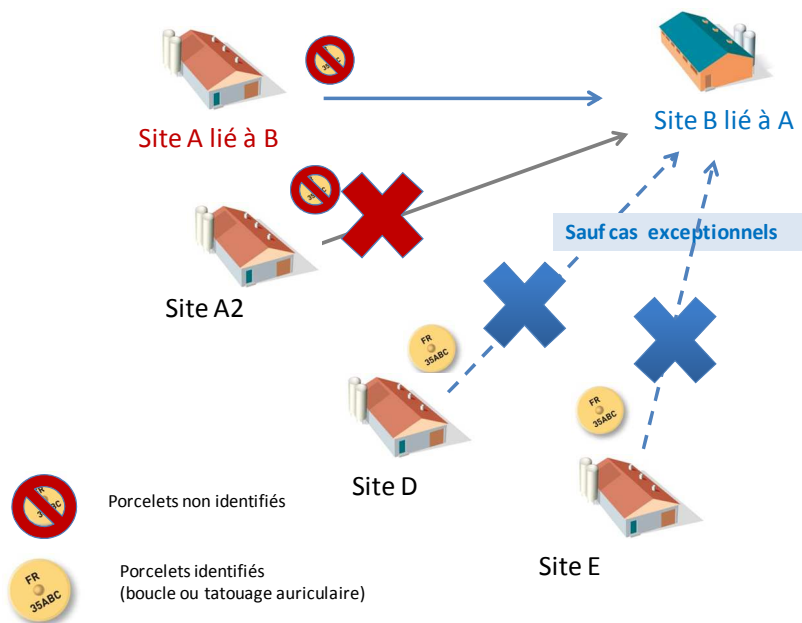 Site A lié à B
Site B lié à A
Site A2
Sauf cas exceptionnels
FR
35ABC
FR
35ABC
Site D
Site E
35ABC
Porcelets non identifiés
FR
35ABC
Porcelets identifiés
(boucle ou tatouage auriculaire)